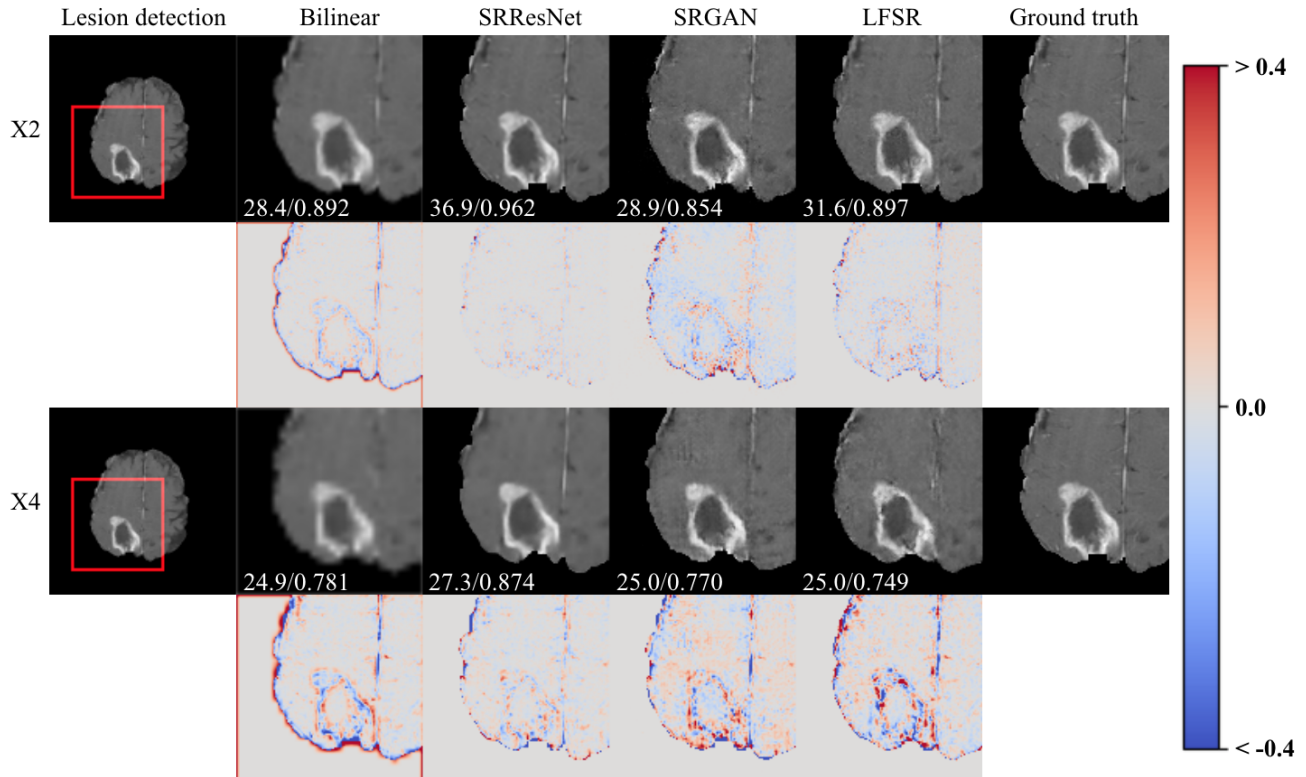 Lesion detection Bilinear SRResNet SRGAN LFSR Ground truth
> 0.4
X2
28.4/0.892 36.9/0.962 28.9/0.854 31.6/0.897
0.0
X4
24.9/0.781 27.3/0.874 25.0/0.770 25.0/0.749
< -0.4